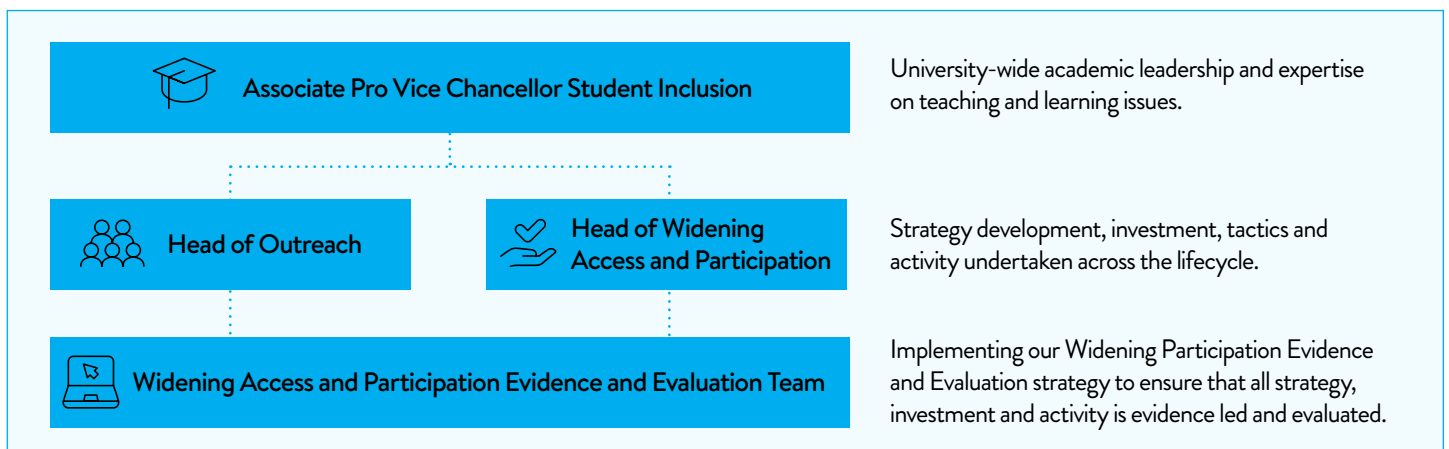 Associate Pro Vice Chancellor Student Inclusion
University-wide academic leadership and expertise
on teaching and learning issues.
Head of Outreach
Head of Widening
Access and Participation
Strategy development, investment, tactics and
activity undertaken across the lifecycle.
Widening Access and Participation Evidence and Evaluation Team
Implementing our Widening Participation Evidence
and Evaluation strategy to ensure that all strategy,
investment and activity is evidence led and evaluated.